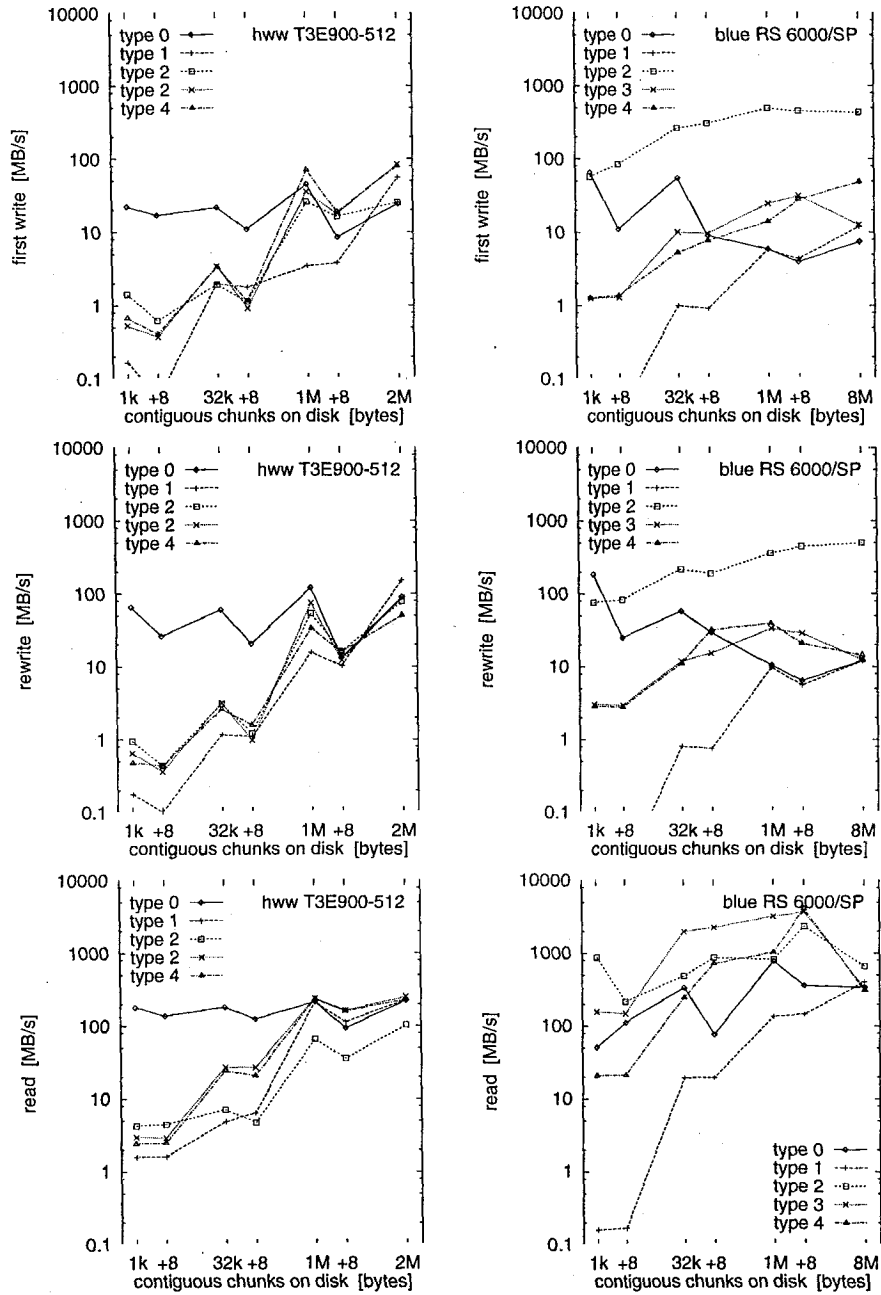 hww T3E900-512
type 0
type 1
type 2
type 2
type 4
10000
1000
100
10
1
0.1
first write [MB/s]
1k +8 32k +8 1M +8 2M
contiguous chunks on disk [bytes]
blue RS 6000/SP
type 0
type 1
type 2
type 3
type 4
10000
1000
100
10
1
0.1
first write [MB/s]
1k +8 32k +8 1M +8 8M
contiguous chunks on disk [bytes]
hww T3E900-512
type 0
type 1
type 2
type 2
type 4
10000
1000
100
10
1
0.1
rewrite [MB/s]
1k +8 32k +8 1M +8 2M
contiguous chunks on disk [bytes]
blue RS 6000/SP
type 0
type 1
type 2
type 3
type 4
10000
1000
100
10
1
0.1
rewrite [MB/s]
1k +8 32k +8 1M +8 8M
contiguous chunks on disk [bytes]
hww T3E900-512
type 0
type 1
type 2
type 2
type 4
10000
1000
100
10
1
0.1
read [MB/s]
1k +8 32k +8 1M +8 2M
contiguous chunks on disk [bytes]
blue RS 6000/SP
10000
1000
100
10
1
0.1
read [MB/s]
type 0
type 1
type 2
type 3
type 4
1k +8 32k +8 1M +8 8M
contiguous chunks on disk [bytes]